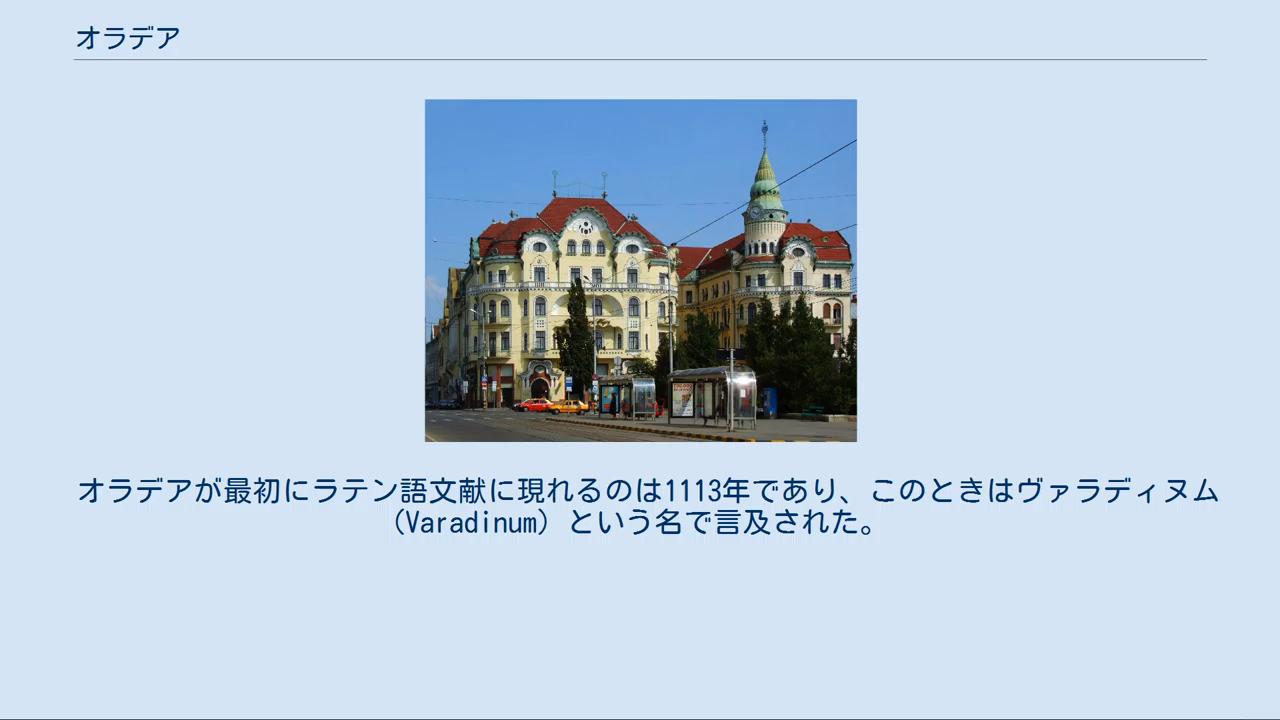 オラデア
オラデアが最初にラテン語文献に現れるのは1113年であり、このときはヴァラディヌム
（Varadinum）という名で言及された。